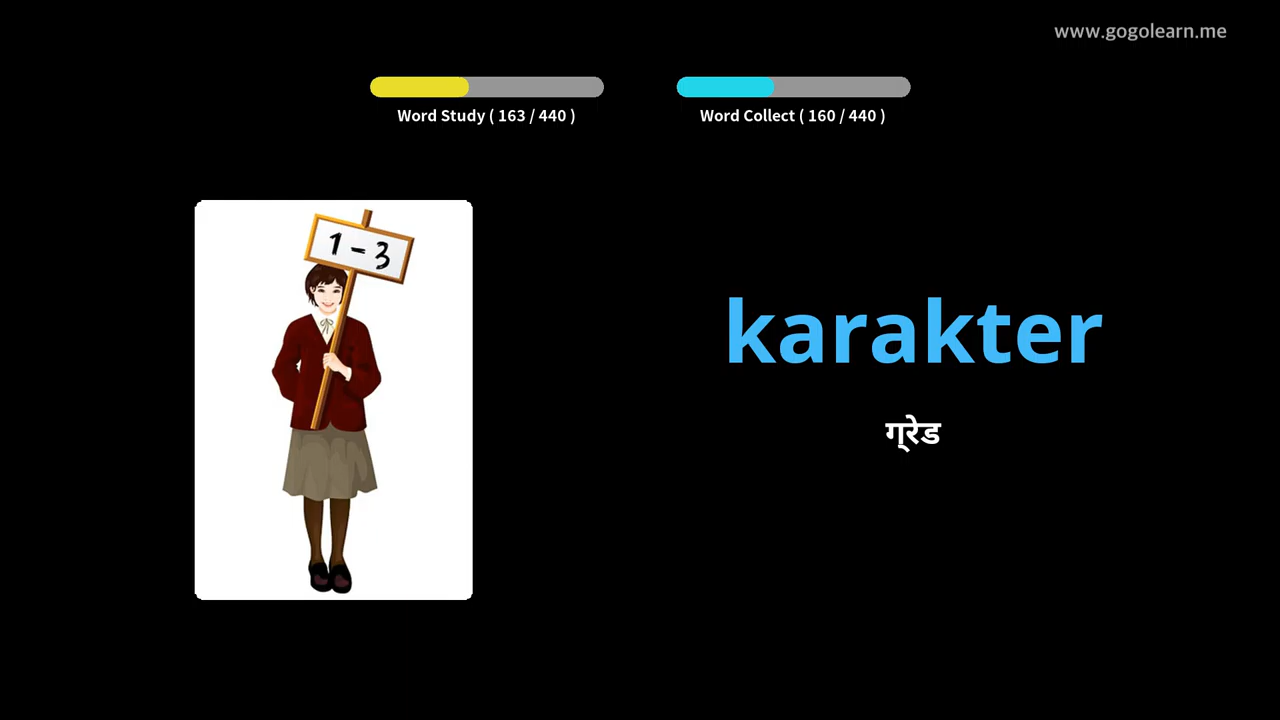 www.gogolearn.me
Word Study ( 163 / 440 )
Word Collect ( 160 / 440 )
1 - 3
karakter
ग्रेड